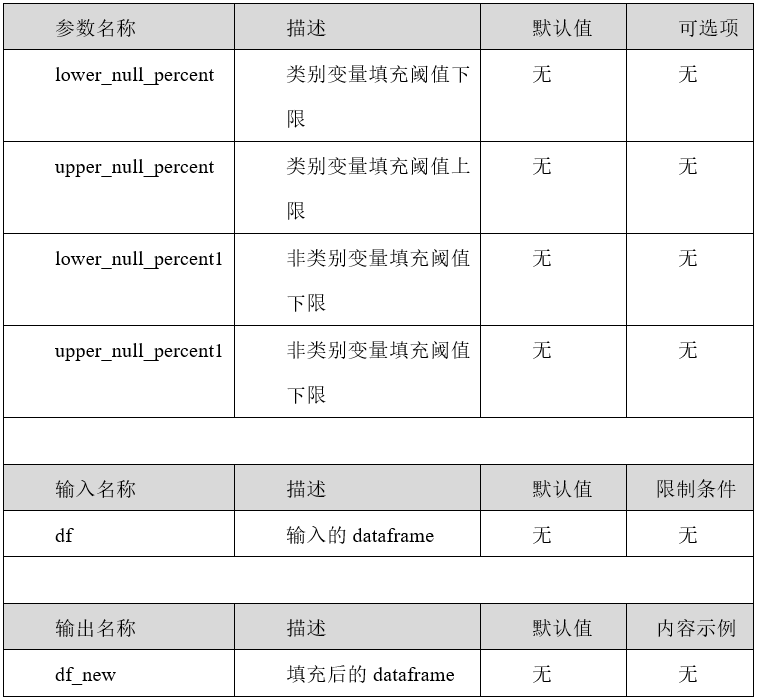 参数名称 描述 默认值 可选项
lower_null_percent 类别变量填充阈值下 无 无
限
upper_null_percent 类别变量填充阈值上 无 无
限
lower_null_percent1 非类别变量填充阈值 无 无
下限
upper_null_percent1 非类别变量填充阈值 无 无
下限
输入名称 描述 默认值 限制条件
df 输入的 dataframe 无 无
输出名称 描述 默认值 内容示例
df_new 填充后的 dataframe 无 无